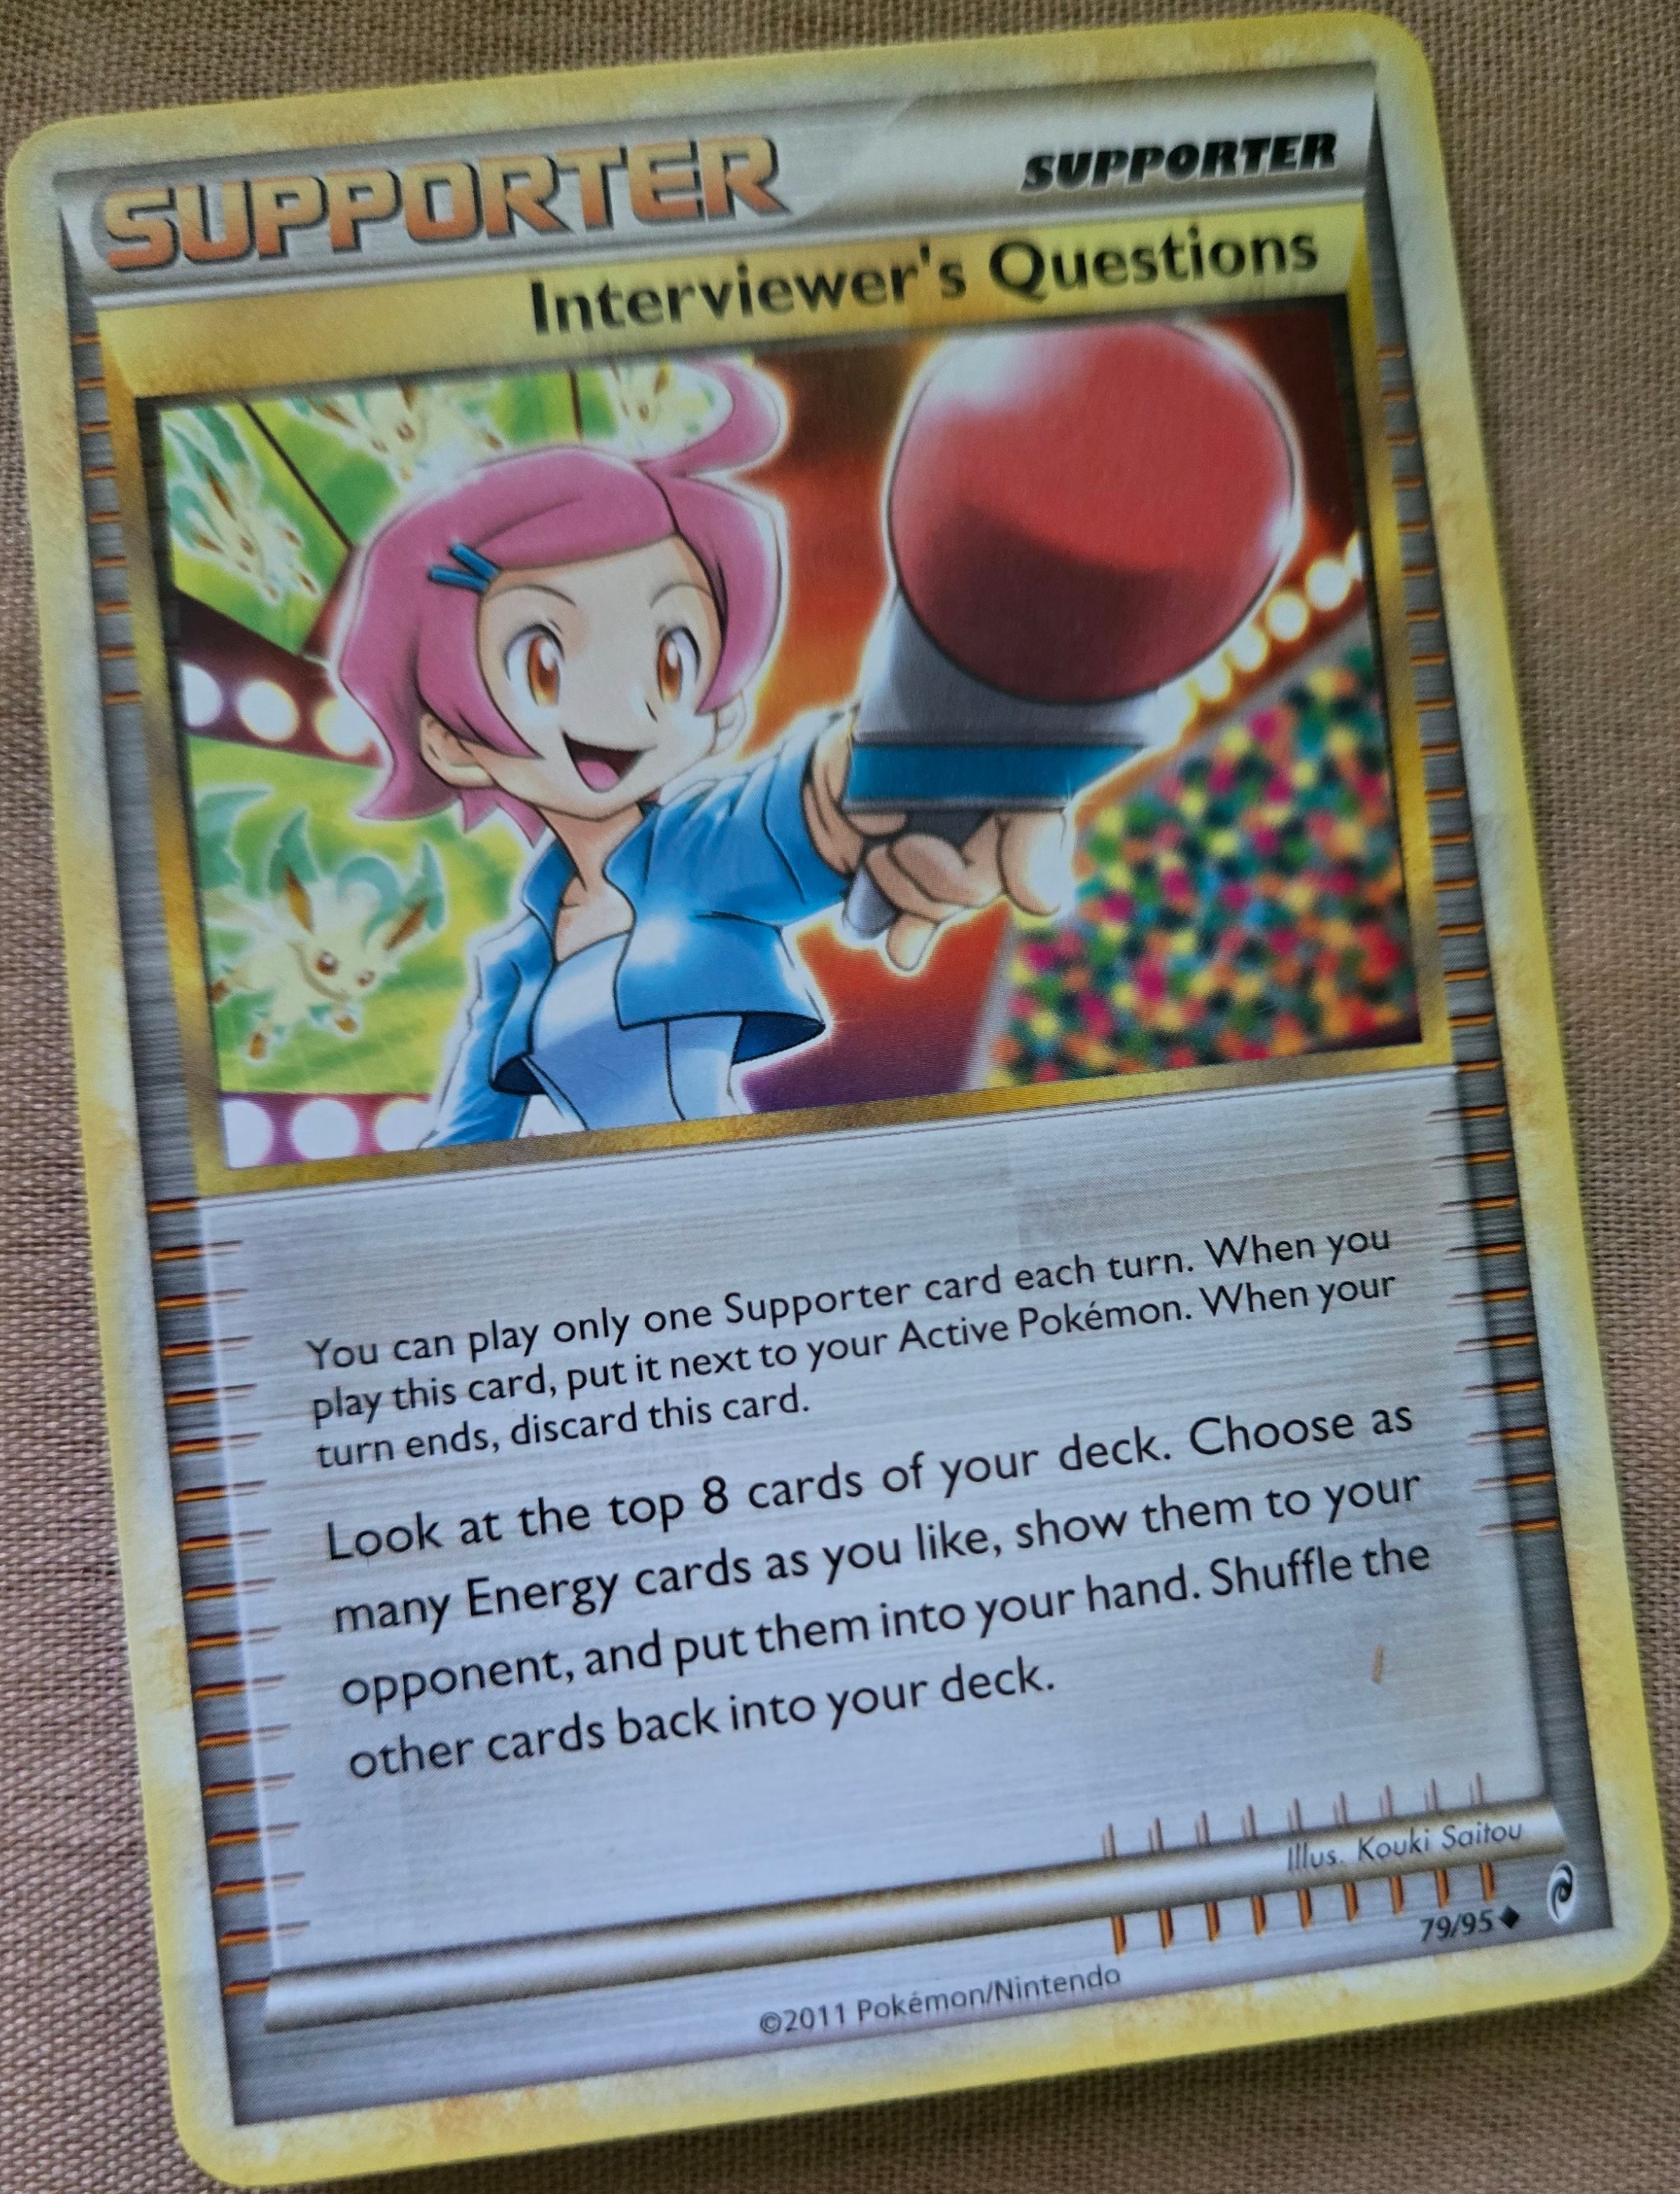 SUPPORTER SUPPORTER
Interviewer's Questions
You can play only one Supporter card each turn. When you
play this card, put it next to your Active Pokémon. When your
turn ends, discard this card.
Look at the top 8 cards of your deck. Choose as
many Energy cards as you like, show them to your
opponent, and put them into your hand. Shuffle the
other cards back into your deck.
Illus. Kouki Saitou
79/95
©2011 Pokémon/Nintendo